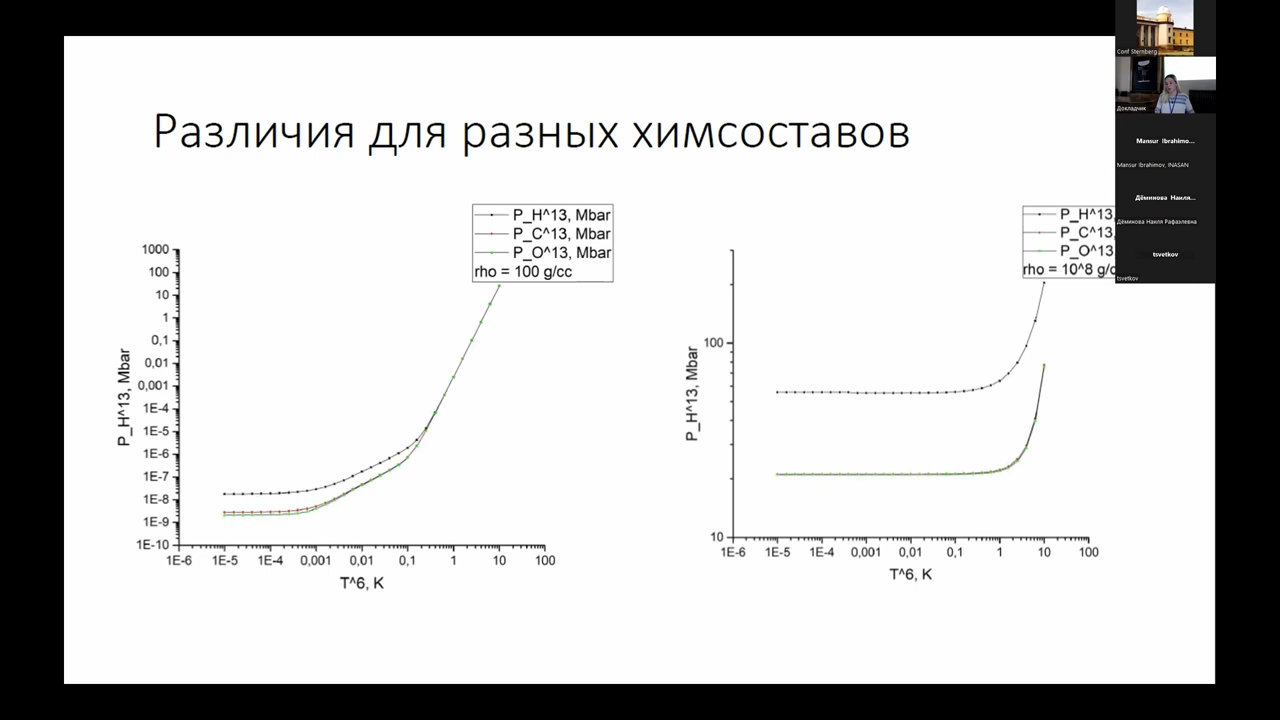 Различия для разных химсоставов
P_H^13, Mbar
P_C^13, Mbar
P_O^13, Mbar
rho = 100 g/cc
1000
100
10
1
0,1
0,01
0,001
1E-4
1E-5
1E-6
1E-7
1E-8
1E-9
1E-10
P_H^13, Mbar
1E-6 1E-5 1E-4 0,001 0,01 0,1 1 10 100
T^6, K
P_H^13,
P_C^13,
P_O^13,
rho = 10^8 g/c
100
10
P_H^13, Mbar
1E-6 1E-5 1E-4 0,001 0,01 0,1 1 10 100
T^6, K
Conf Sternberg
Докладчик
Mansur Ibrahimo...
Mansur Ibrahimov, INASAN
Дёминова Наиля...
Дёминова Наиля Рафаэлевна
tsvetkov
tsvetkov